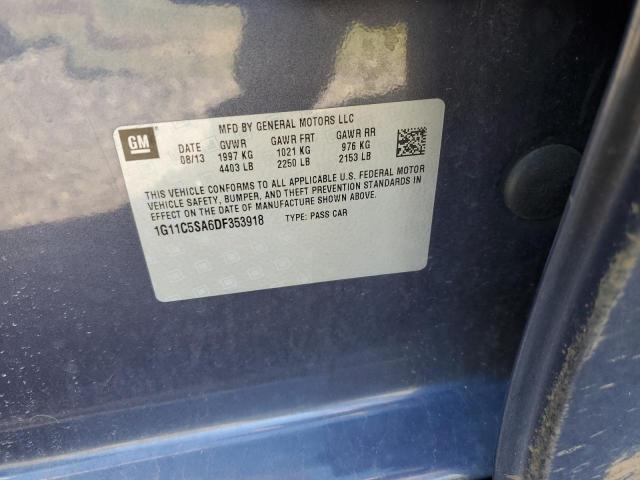 GM
MFD BY GENERAL MOTORS LLC
DATE GVWR GAWR FRT GAWR RR
08/13 1997 KG 1021 KG 976 KG
4403 LB 2250 LB 2153 LB
THIS VEHICLE CONFORMS TO ALL APPLICABLE U.S. FEDERAL MOTOR
VEHICLE SAFETY, BUMPER, AND THEFT PREVENTION STANDARDS IN
EFFECT ON THE DATE OF MANUFACTURE SHOWN ABOVE.
1G11C5SA6DF353918 TYPE: PASS CAR